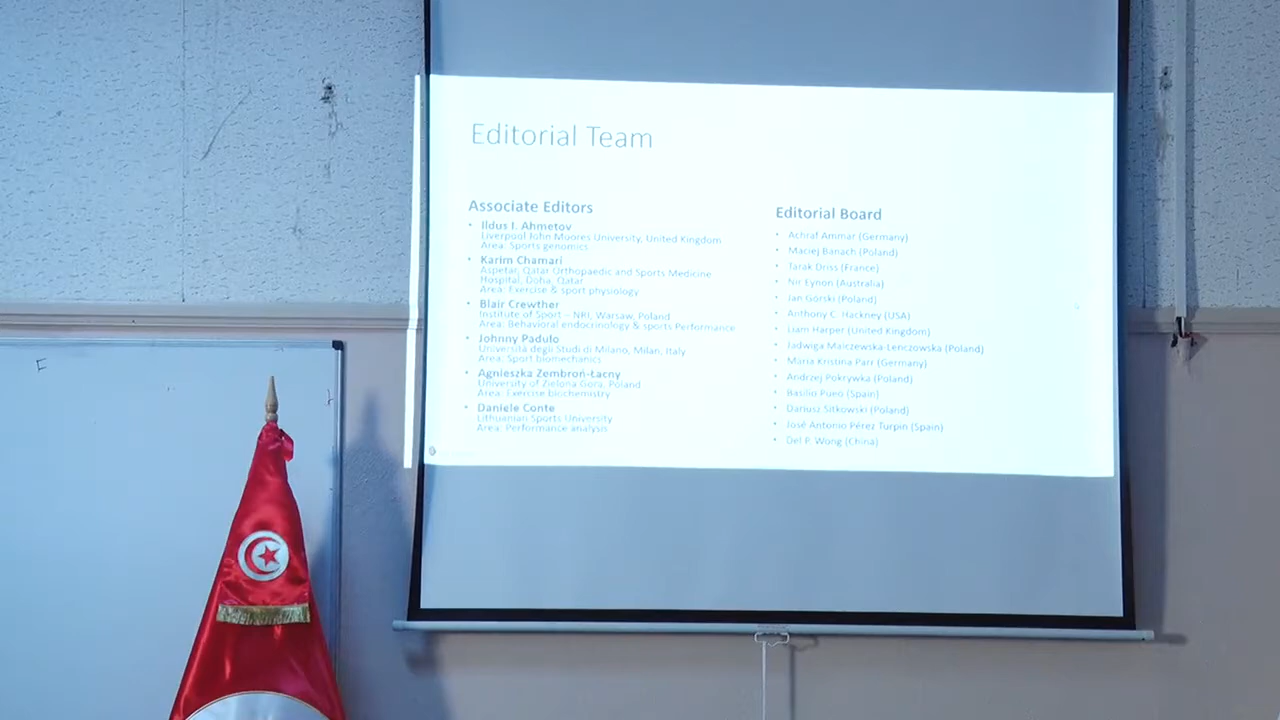 Editorial Team
Associate Editors
• Ildus I. Ahmetov
Liverpool John Moores University, United Kingdom
Area: Sports genomics
• Karim Chamari
Aspetar, Qatar Orthopaedic and Sports Medicine
Hospital, Doha, Qatar
Area: Exercise & sport physiology
• Blair Crewther
Institute of Sport – NRI, Warsaw, Poland
Area: Behavioral endocrinology & sports Performance
• Johnny Padulo
Università degli Studi di Milano, Milan, Italy
Area: Sport biomechanics
• Agnieszka Zembroń-Łacny
University of Zielona Gora, Poland
Area: Exercise biochemistry
• Daniele Conte
Lithuanian Sports University
Area: Performance analysis
Editorial Board
• Achraf Ammar (Germany)
• Maciej Banach (Poland)
• Tarak Driss (France)
• Nir Eynon (Australia)
• Jan Górski (Poland)
• Anthony C. Hackney (USA)
• Liam Harper (United Kingdom)
• Jadwiga Malczewska-Lenczowska (Poland)
• Maria Kristina Parr (Germany)
• Andrzej Pokrywka (Poland)
• Basilio Pueo (Spain)
• Dariusz Sitkowski (Poland)
• José Antonio Pérez Turpin (Spain)
• Del P. Wong (China)
E